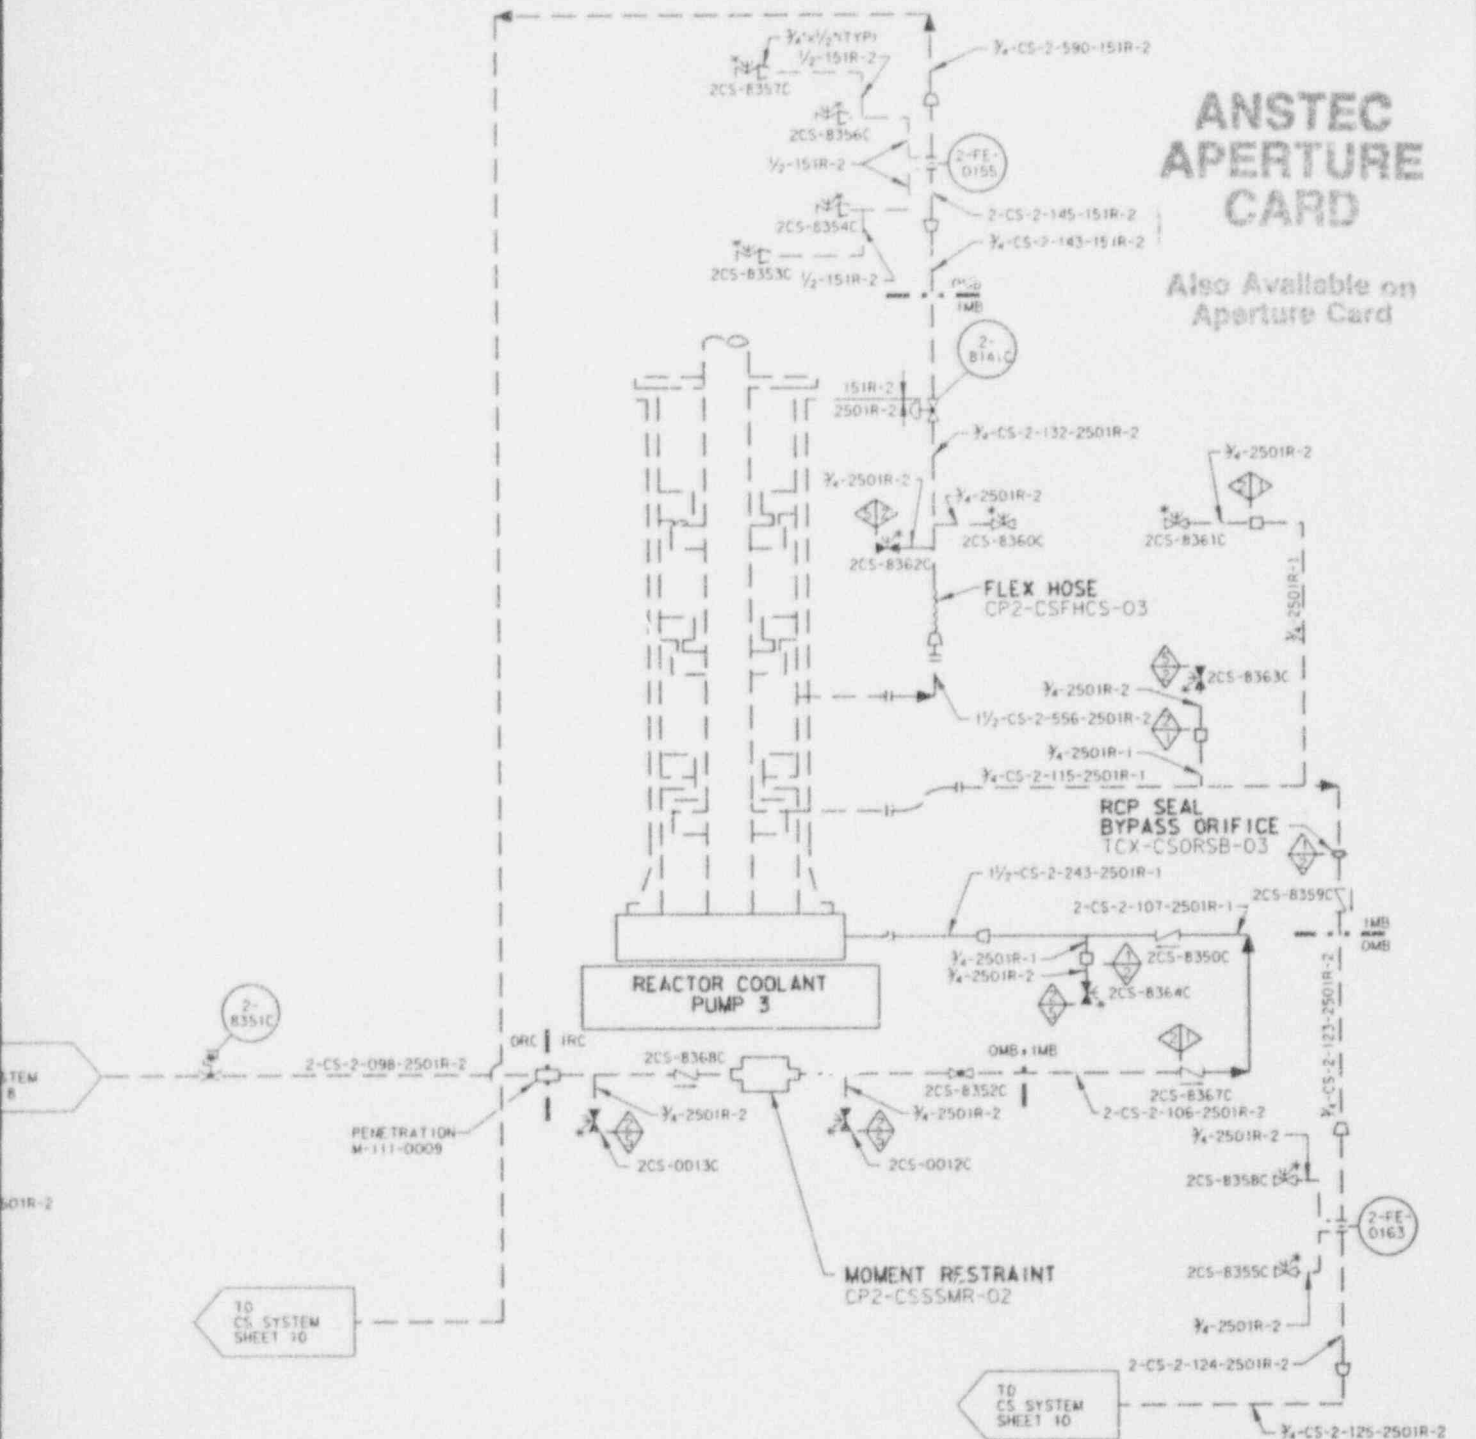 ¾"x½"(TYP)
½-151R-2
¾-CS-2-590-151R-2
2CS-8357C
2CS-8356C
½-151R-2
2-FE-
0155
ANSTEC
APERTURE
CARD
2CS-8354C
2-CS-2-145-151R-2
¾-CS-2-143-151R-2
2CS-8353C
½-151R-2
IMB
Also Available on
Aperture Card
2-
8141C
151R-2
2501R-2
¾-CS-2-132-2501R-2
¾-2501R-2
¾-2501R-2
¾-2501R-2
2CS-8362C
2CS-8360C
2CS-8361C
¾-2501R-1
FLEX HOSE
CP2-CSFHCS-03
2CS-8363C
¾-2501R-2
1½-CS-2-556-2501R-2
¾-2501R-1
¾-CS-2-115-2501R-1
RCP SEAL
BYPASS ORIFICE
TCX-CSORSB-03
1½-CS-2-243-2501R-1
2CS-8359C
2-CS-2-107-2501R-1
IMB
OMB
¾-2501R-1
¾-2501R-2
2CS-8350C
2CS-8364C
¾-CS-2-123-2501R-2
REACTOR COOLANT
PUMP 3
2-
8351C
ORC IRC
2CS-8368C
OMB IMB
STEM
8
2-CS-2-098-2501R-2
2CS-8352C
2CS-8367C
¾-2501R-2
¾-2501R-2
2-CS-2-106-2501R-2
PENETRATION
M-111-0009
¾-2501R-2
2CS-0013C
2CS-0012C
2CS-8358C
501R-2
2-FE-
0163
MOMENT RESTRAINT
CP2-CSSSMR-02
2CS-8355C
TO
CS SYSTEM
SHEET 10
¾-2501R-2
2-CS-2-124-2501R-2
TO
CS SYSTEM
SHEET 10
¾-CS-2-125-2501R-2